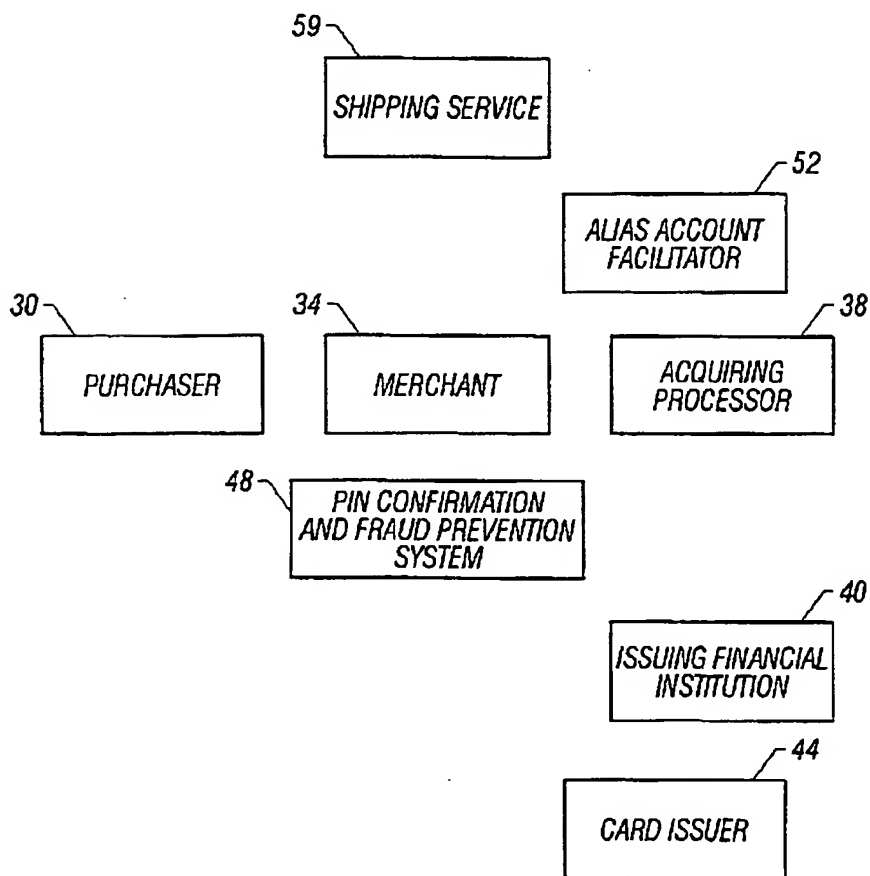 59
SHIPPING SERVICE
52
ALIAS ACCOUNT
FACILITATOR
30
PURCHASER
34
MERCHANT
38
ACQUIRING
PROCESSOR
48
PIN CONFIRMATION
AND FRAUD PREVENTION
SYSTEM
40
ISSUING FINANCIAL
INSTITUTION
44
CARD ISSUER